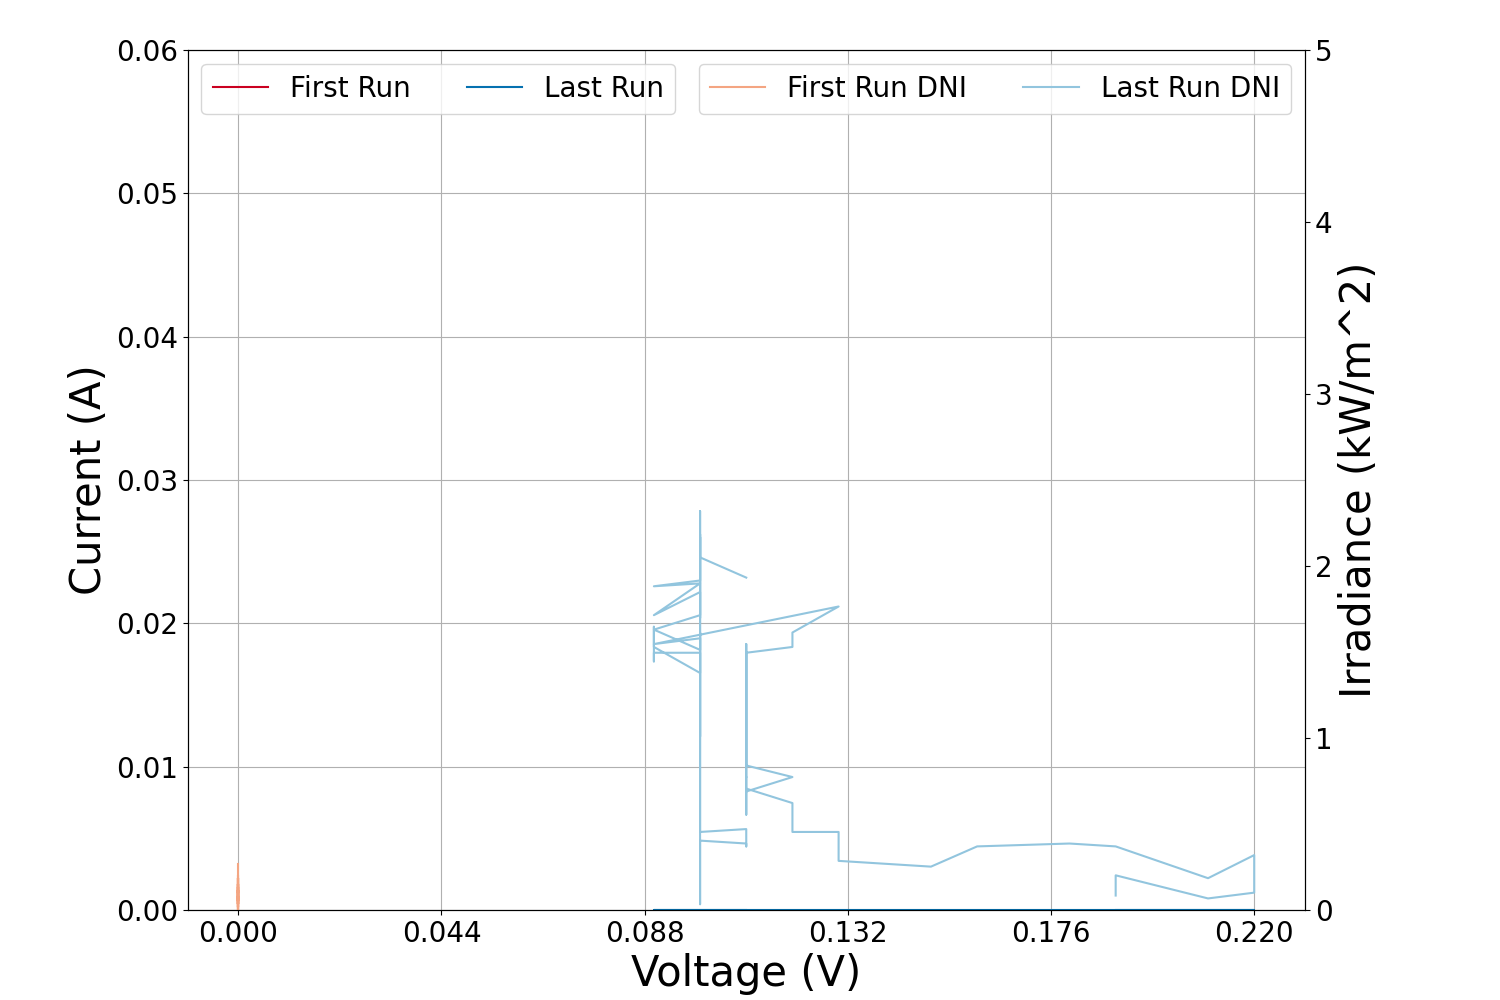 First Run
Last Run
First Run DNI
Last Run DNI
0.06
0.05
0.04
0.03
0.02
0.01
0.00
Current (A)
5
4
3
2
1
0
Irradiance (kW/m^2)
0.000
0.044
0.088
0.132
0.176
0.220
Voltage (V)